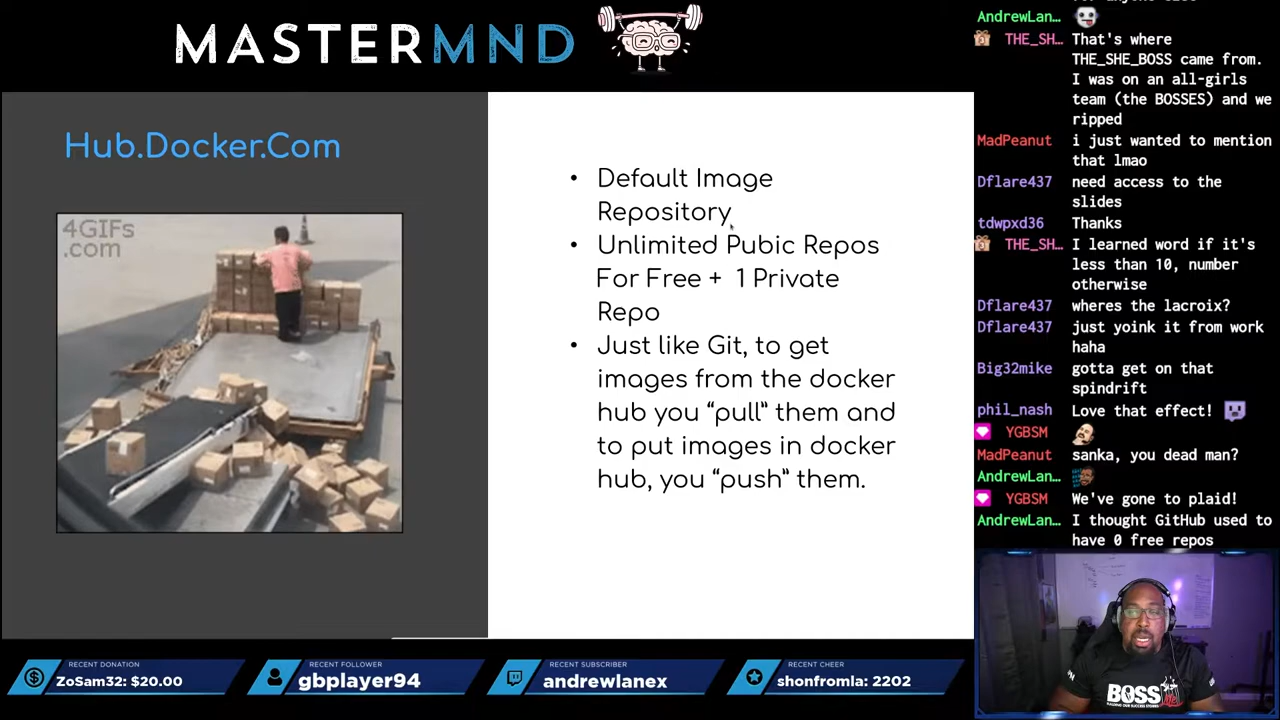 MASTERMND
Hub.Docker.Com
4GIFs
.com
• Default Image
Repository
• Unlimited Pubic Repos
For Free + 1 Private
Repo
• Just like Git, to get
images from the docker
hub you “pull” them and
to put images in docker
hub, you “push” them.
AndrewLan…
THE_SH… That's where
THE_SHE_BOSS came from.
I was on an all-girls
team (the BOSSES) and we
ripped
MadPeanut i just wanted to mention
that lmao
Dflare437 need access to the
slides
tdwpxd36 Thanks
THE_SH… I learned word if it's
less than 10, number
otherwise
Dflare437 wheres the lacroix?
Dflare437 just yoink it from work
haha
Big32mike gotta get on that
spindrift
phil_nash Love that effect!
YGBSM
MadPeanut sanka, you dead man?
AndrewLan…
YGBSM We've gone to plaid!
AndrewLan… I thought GitHub used to
have 0 free repos
BOSS
RECENT DONATION
ZoSam32: $20.00
RECENT FOLLOWER
gbplayer94
RECENT SUBSCRIBER
andrewlanex
RECENT CHEER
shonfromla: 2202